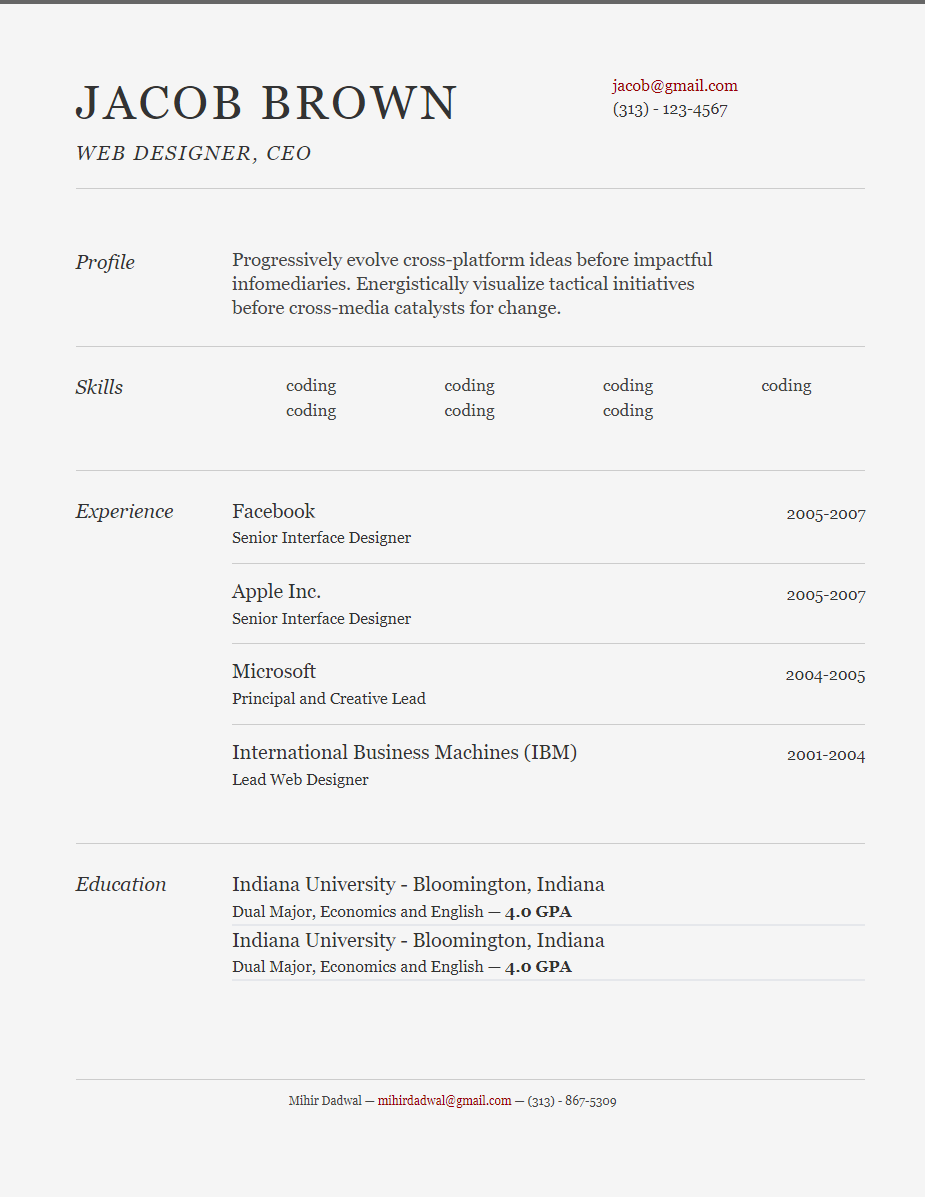 JACOB BROWN
jacob@gmail.com
(313) - 123-4567
WEB DESIGNER, CEO
Profile
Progressively evolve cross-platform ideas before impactful
infomediaries. Energistically visualize tactical initiatives
before cross-media catalysts for change.
Skills
coding coding coding coding
coding coding coding
Experience
Facebook 2005-2007
Senior Interface Designer
Apple Inc. 2005-2007
Senior Interface Designer
Microsoft 2004-2005
Principal and Creative Lead
International Business Machines (IBM) 2001-2004
Lead Web Designer
Education
Indiana University - Bloomington, Indiana
Dual Major, Economics and English — 4.0 GPA
Indiana University - Bloomington, Indiana
Dual Major, Economics and English — 4.0 GPA
Mihir Dadwal — mihirdadwal@gmail.com — (313) - 867-5309